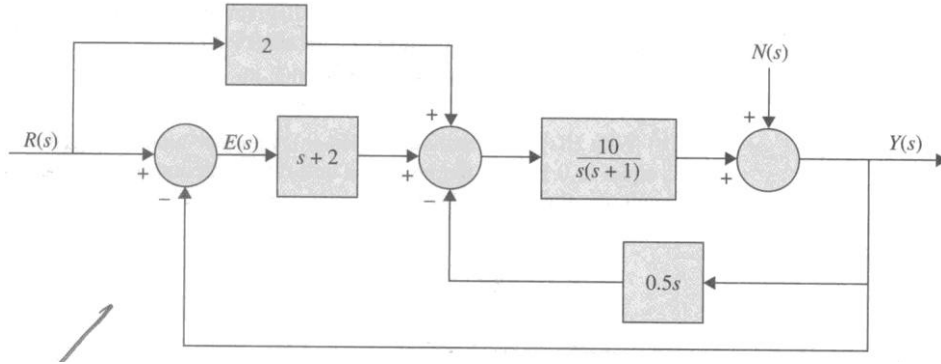 2
N(s)
+
+
R(s)
E(s)
s + 2
10
s(s + 1)
Y(s)
+
+
+
−
−
0.5s